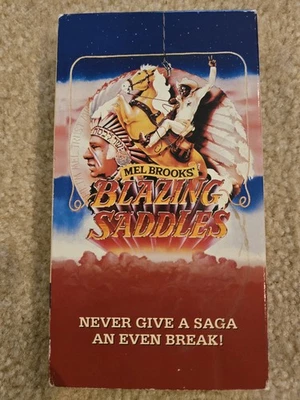 MEL BROOKS'
BLAZING
SADDLES
NEVER GIVE A SAGA
AN EVEN BREAK!